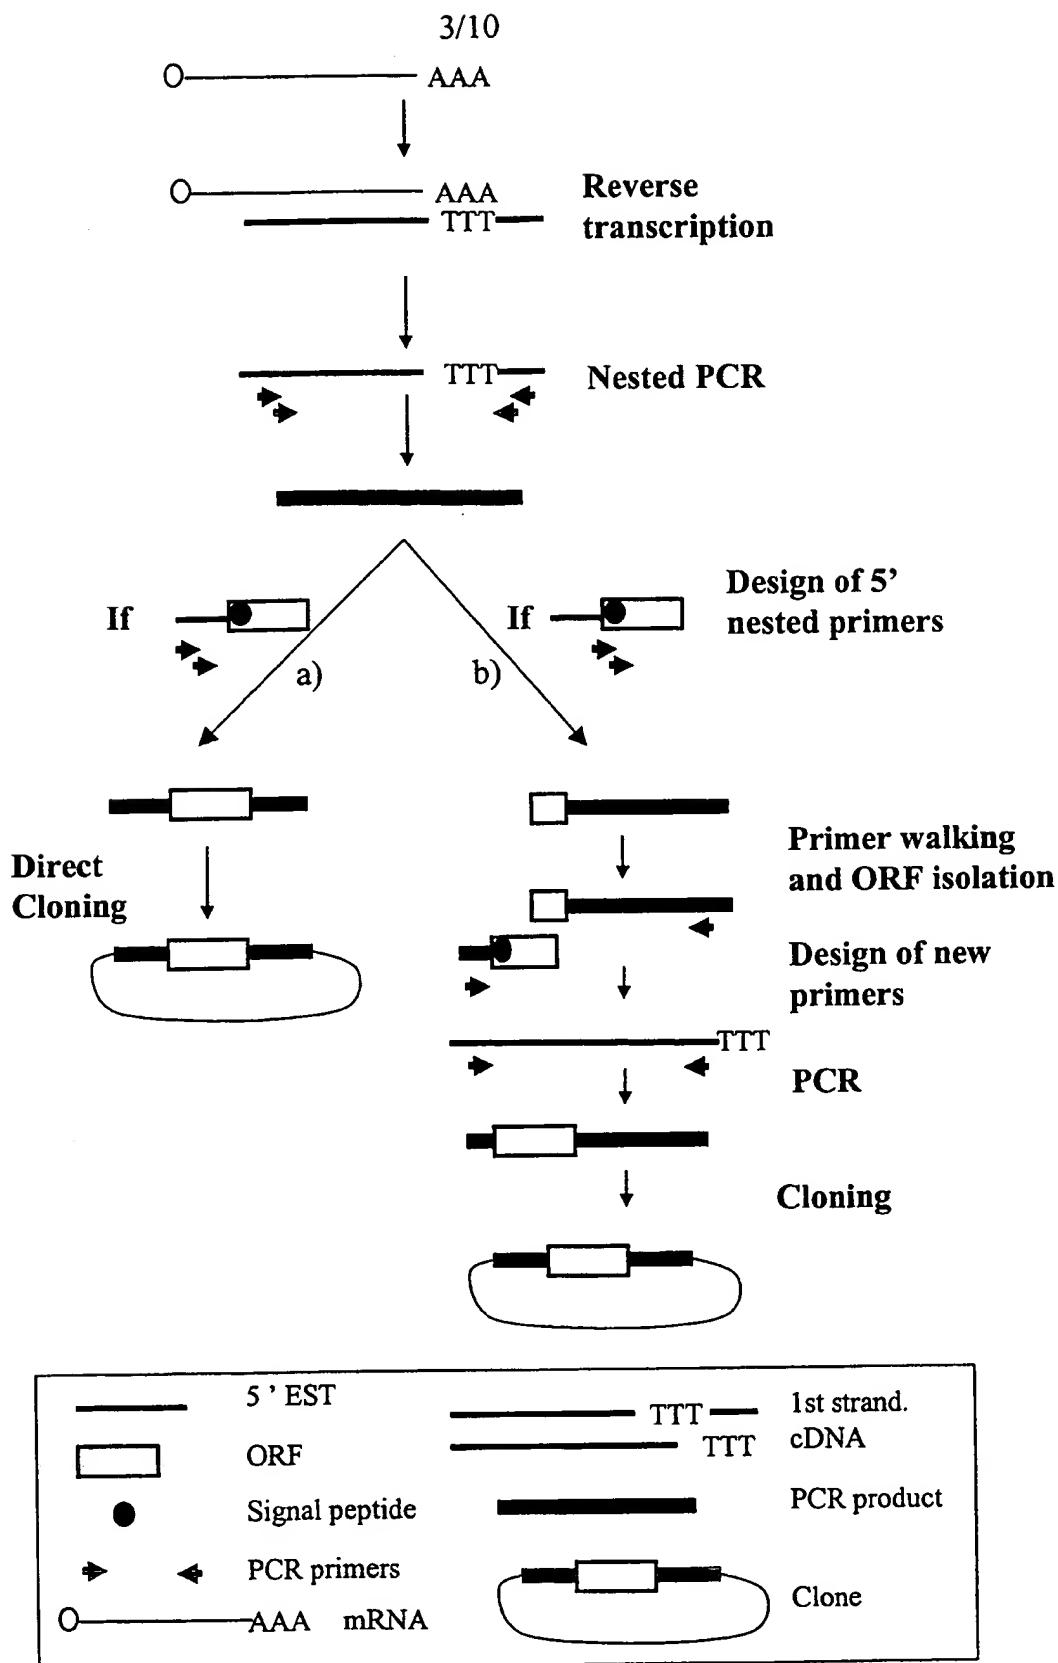 3/10
AAA
AAA
TTT
Reverse
transcription
TTT
Nested PCR
If
a)
If
b)
Design of 5’
nested primers
Direct
Cloning
Primer walking
and ORF isolation
Design of new
primers
TTT
PCR
Cloning
5 ’ EST
ORF
Signal peptide
PCR primers
AAA mRNA
TTT
TTT
1st strand.
cDNA
PCR product
Clone